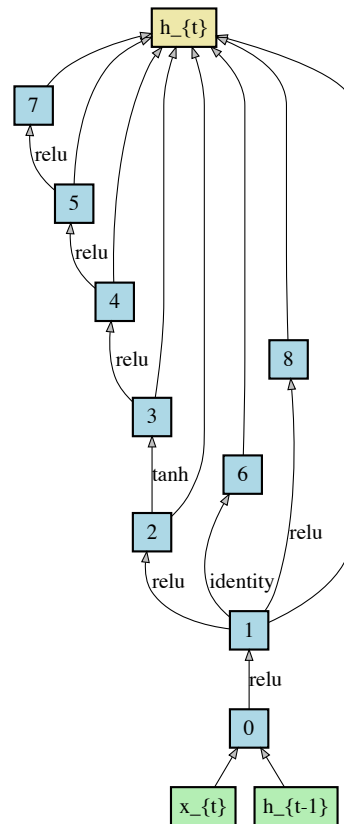 h_{t}
7
relu
5
relu
4
relu
8
3
tanh
6
2
relu
relu
identity
1
relu
0
x_{t}
h_{t-1}